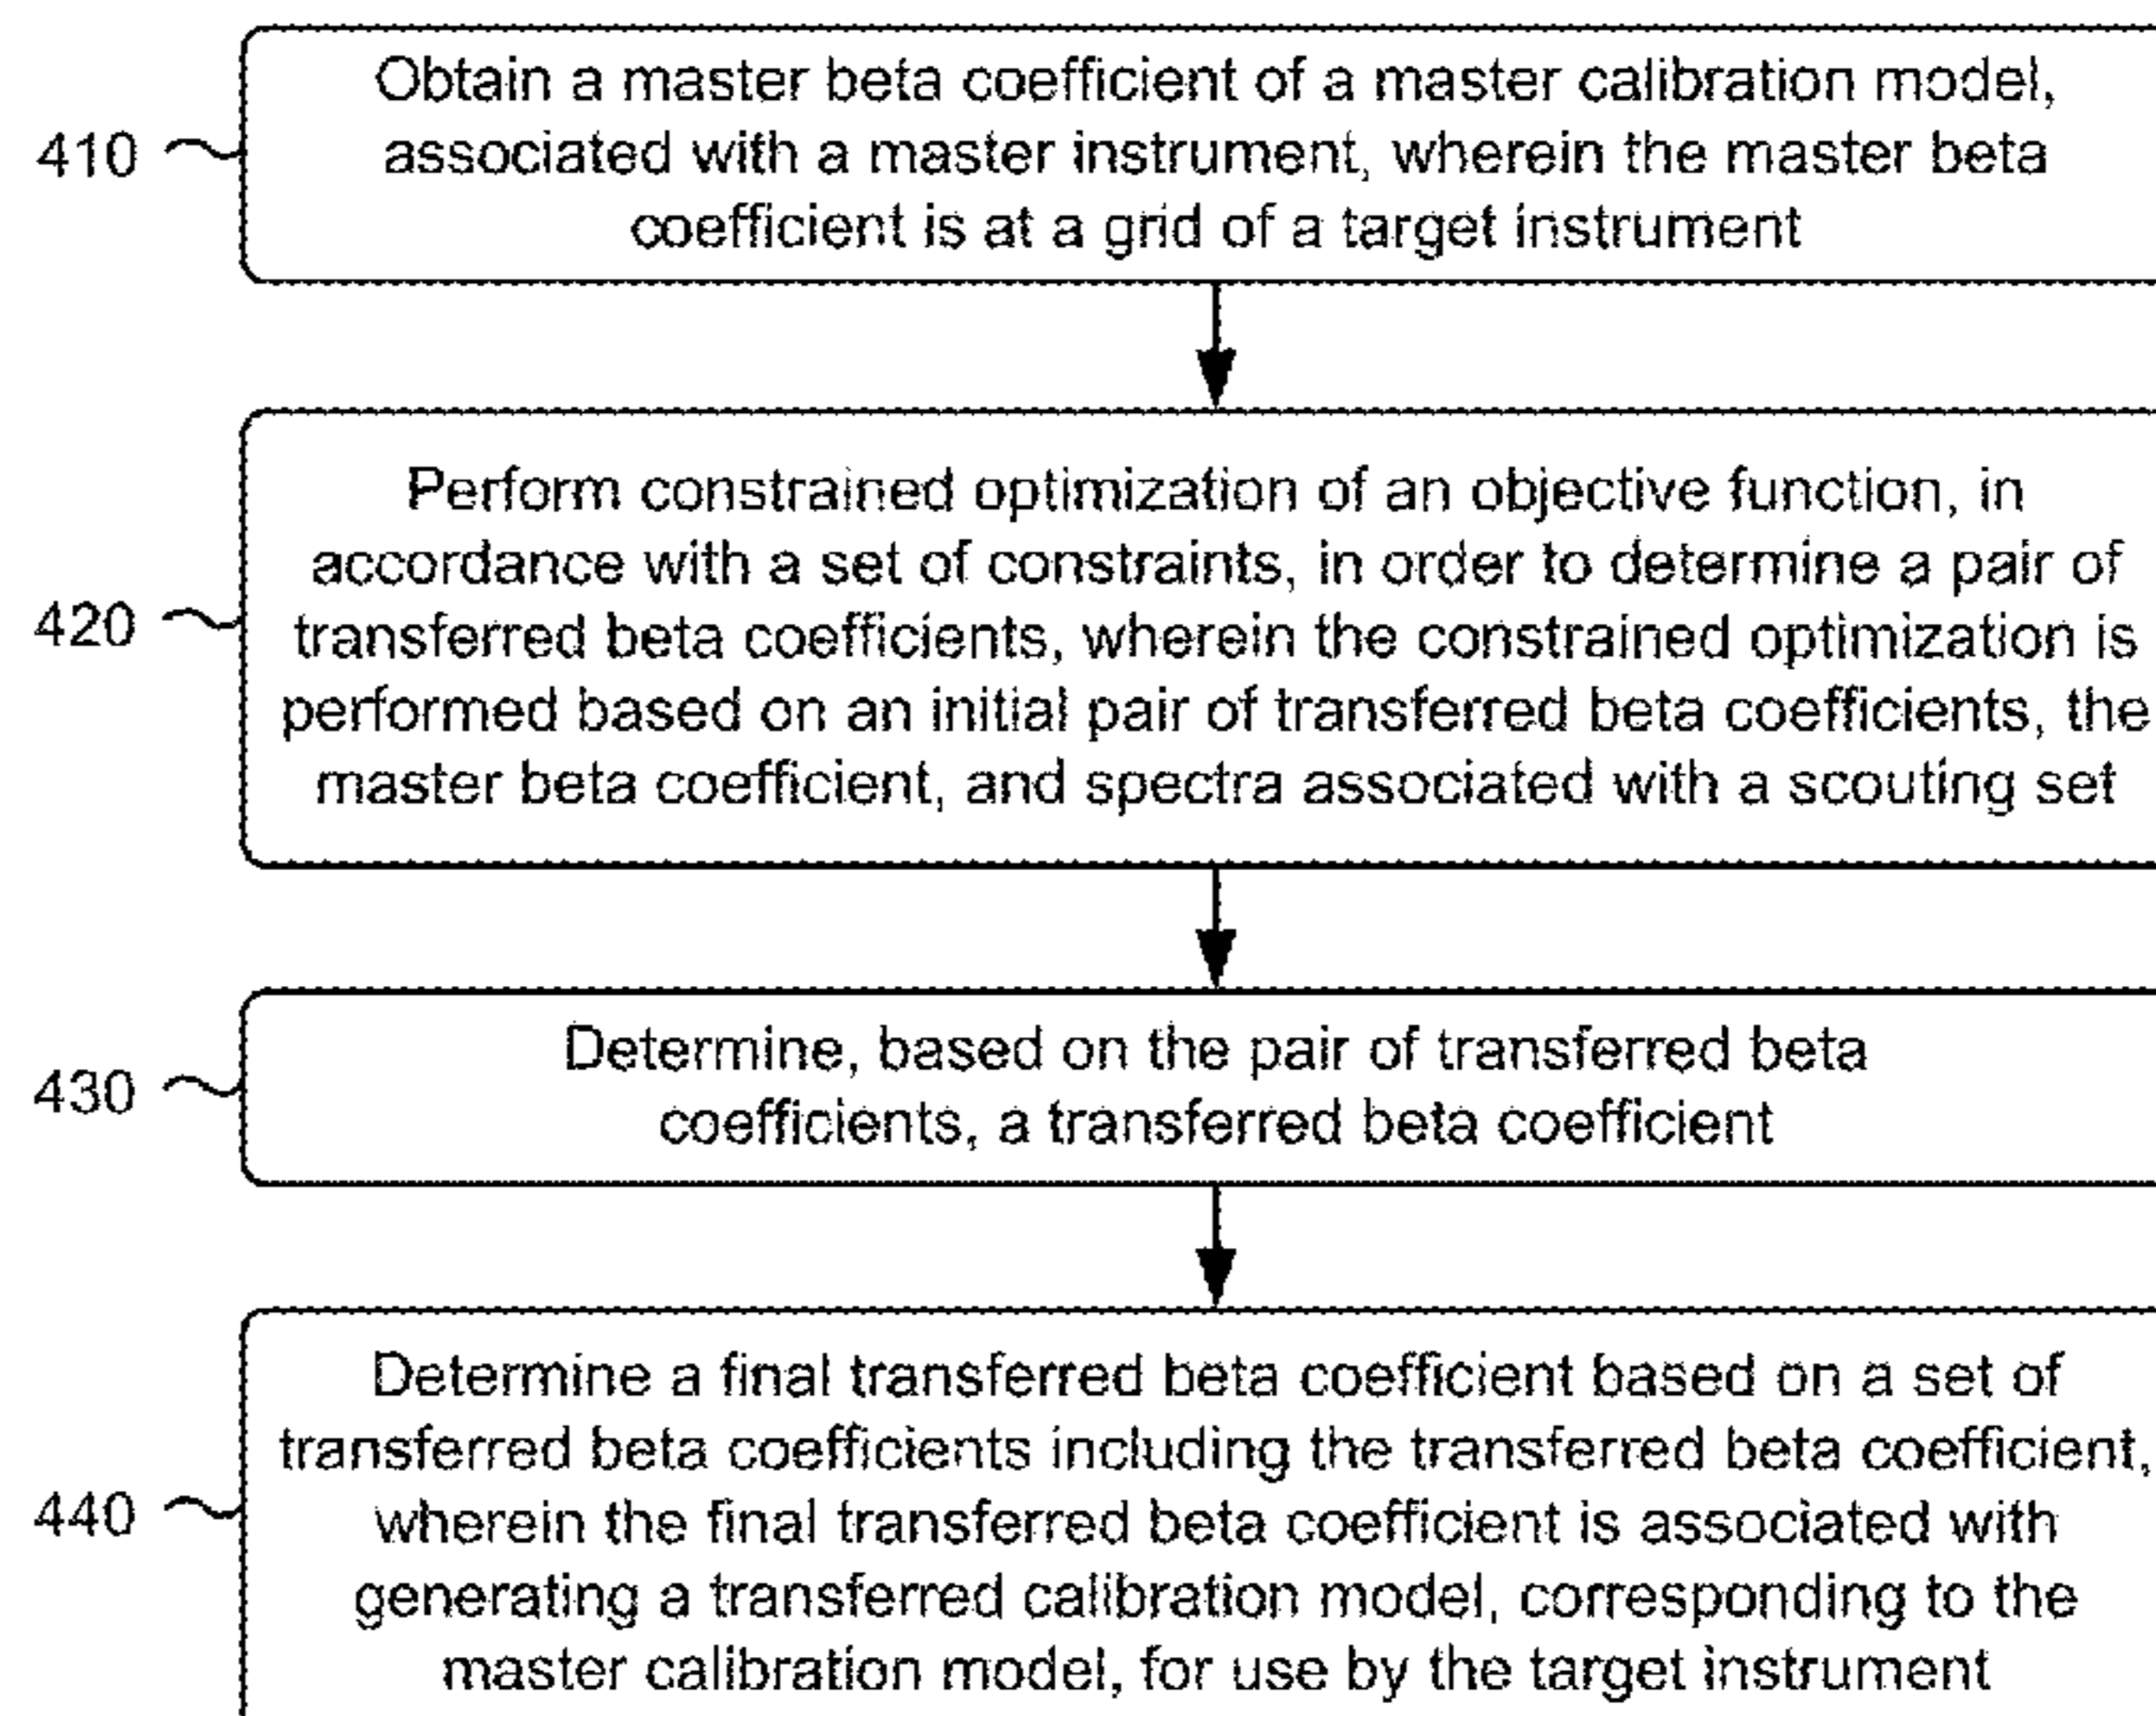 Obtain a master beta coefficient of a master calibration model,
410
associated with a master instrument, wherein the master beta
coefficient is at a grid of a target instrument
Perform constrained optimization of an objective function, in
accordance with a set of constraints, in order to determine a pair of
420
transferred beta coefficients, wherein the constrained optimization is
performed based on an initial pair of transferred beta coefficients, the
master beta coefficient, and spectra associated with a scouting set
Determine, based on the pair of transferred beta
430
coefficients, a transferred beta coefficient
Determine a final transferred beta coefficient based on a set of
transferred beta coefficients including the transferred beta coefficient,
440
wherein the final transferred beta coefficient is associated with
generating a transferred calibration model, corresponding to the
master calibration model, for use by the target instrument